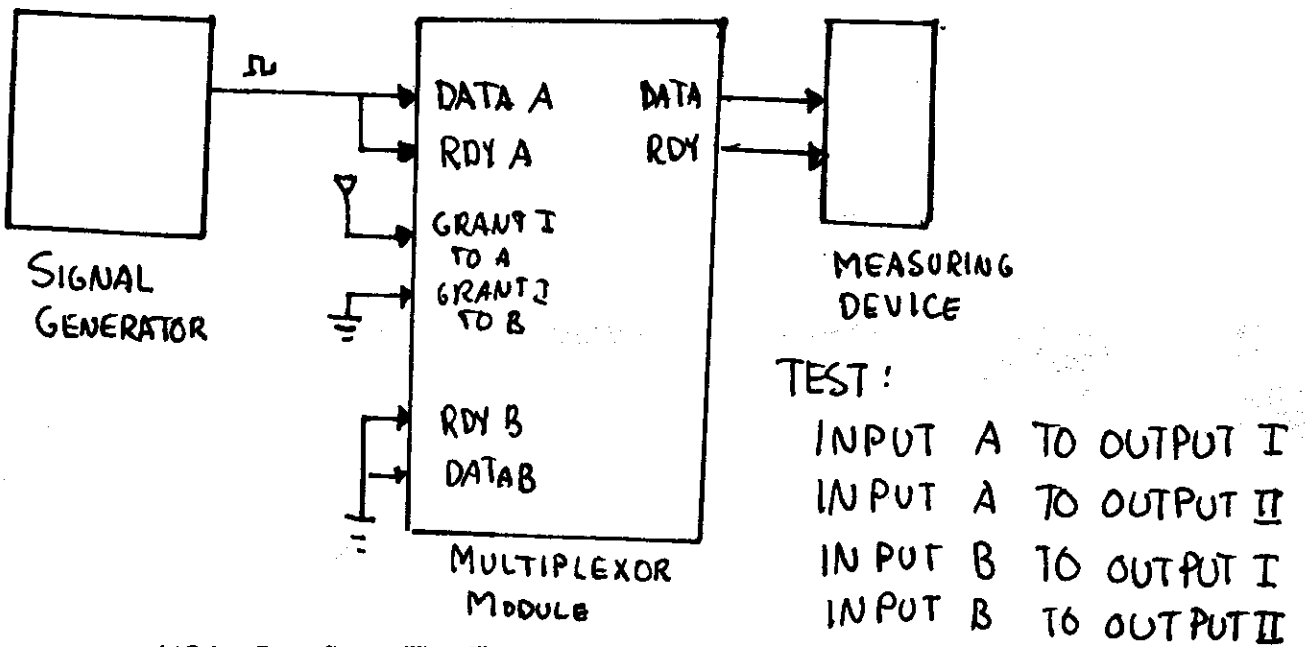 DATA A
RDY A
GRANT I
TO A
GRANT I
TO B
RDY B
DATA B
DATA
RDY
SIGNAL
GENERATOR
MULTIPLEXOR
MODULE
MEASURING
DEVICE
TEST:
INPUT A TO OUTPUT I
INPUT A TO OUTPUT II
INPUT B TO OUTPUT I
INPUT B TO OUTPUT II